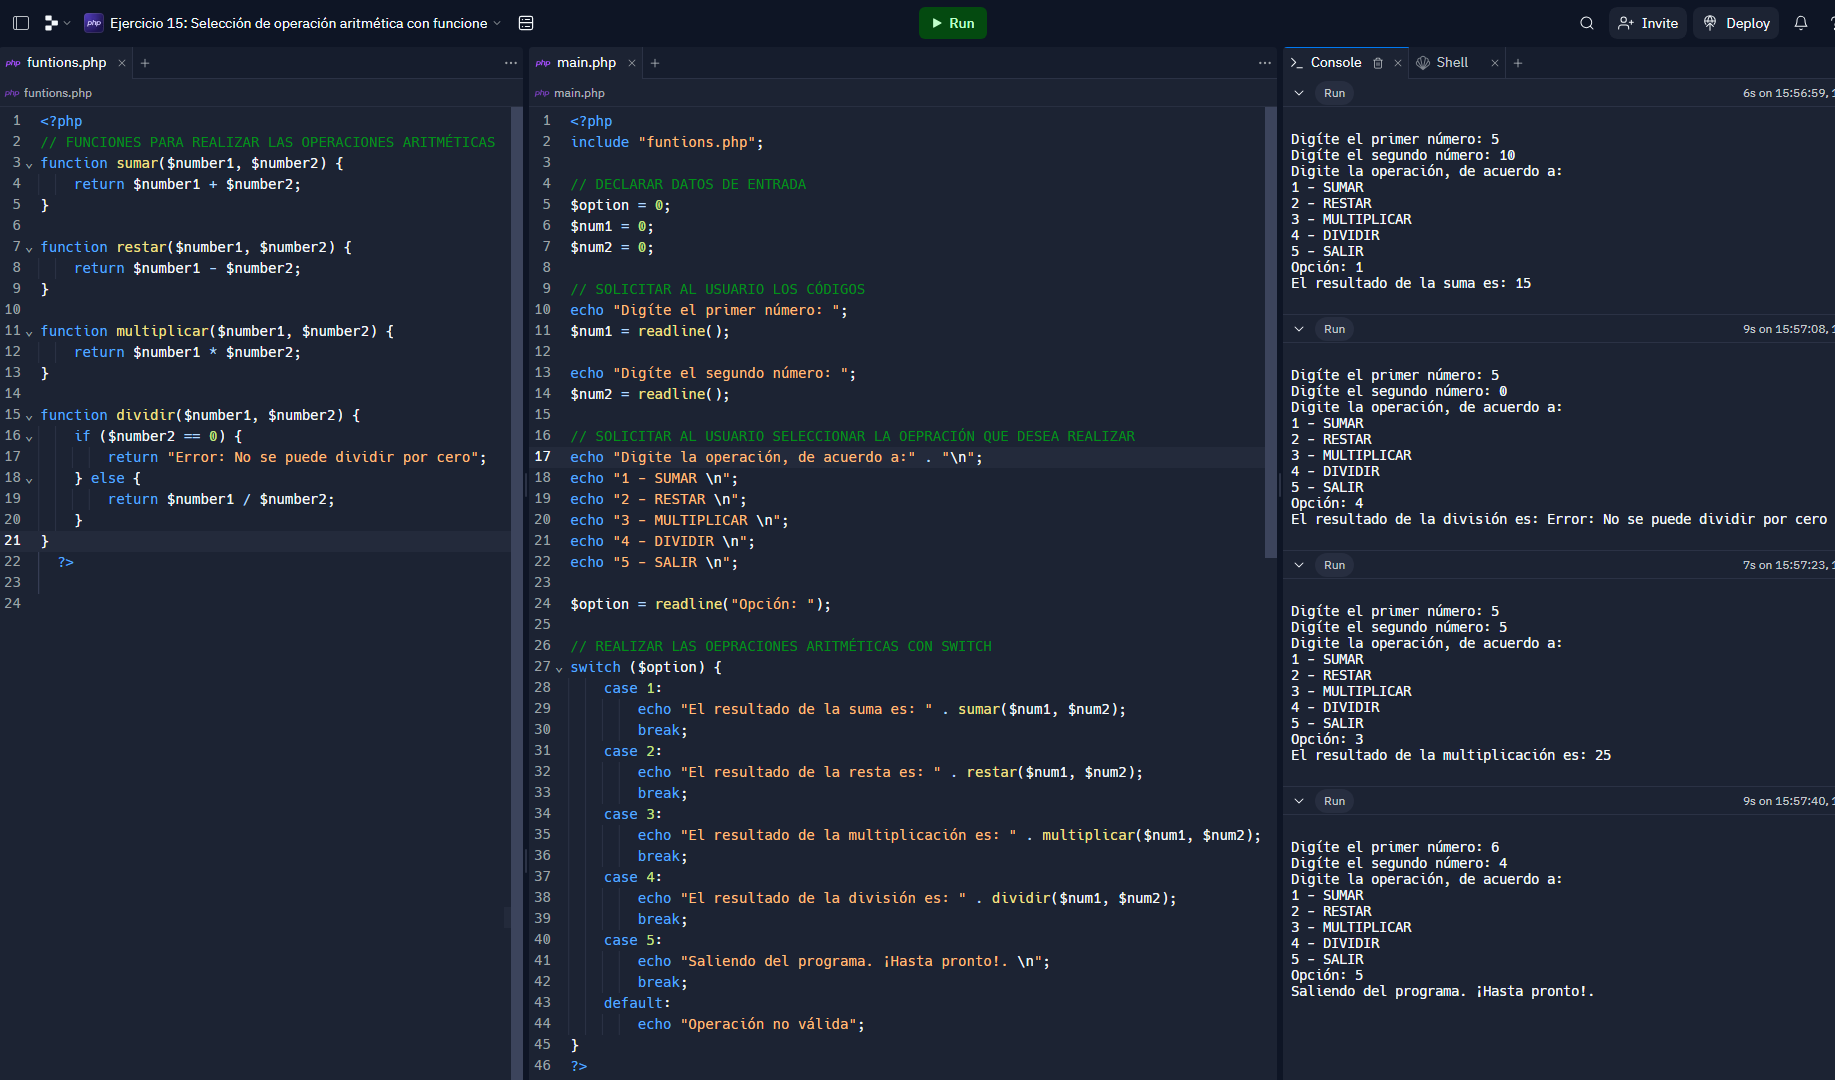 php Ejercicio 15: Selección de operación aritmética con funcione
Run
Invite
Deploy
php funtions.php
php funtions.php
1 <?php
2 // FUNCIONES PARA REALIZAR LAS OPERACIONES ARITMÉTICAS
3 function sumar($number1, $number2) {
4 return $number1 + $number2;
5 }
6
7 function restar($number1, $number2) {
8 return $number1 - $number2;
9 }
10
11 function multiplicar($number1, $number2) {
12 return $number1 * $number2;
13 }
14
15 function dividir($number1, $number2) {
16 if ($number2 == 0) {
17 return "Error: No se puede dividir por cero";
18 } else {
19 return $number1 / $number2;
20 }
21 }
22 ?>
23
24
php main.php
php main.php
1 <?php
2 include "funtions.php";
3
4 // DECLARAR DATOS DE ENTRADA
5 $option = 0;
6 $num1 = 0;
7 $num2 = 0;
8
9 // SOLICITAR AL USUARIO LOS CÓDIGOS
10 echo "Digíte el primer número: ";
11 $num1 = readline();
12
13 echo "Digíte el segundo número: ";
14 $num2 = readline();
15
16 // SOLICITAR AL USUARIO SELECCIONAR LA OEPRACIÓN QUE DESEA REALIZAR
17 echo "Digite la operación, de acuerdo a:" . "\n";
18 echo "1 - SUMAR \n";
19 echo "2 - RESTAR \n";
20 echo "3 - MULTIPLICAR \n";
21 echo "4 - DIVIDIR \n";
22 echo "5 - SALIR \n";
23
24 $option = readline("Opción: ");
25
26 // REALIZAR LAS OEPRACIONES ARITMÉTICAS CON SWITCH
27 switch ($option) {
28 case 1:
29 echo "El resultado de la suma es: " . sumar($num1, $num2);
30 break;
31 case 2:
32 echo "El resultado de la resta es: " . restar($num1, $num2);
33 break;
34 case 3:
35 echo "El resultado de la multiplicación es: " . multiplicar($num1, $num2);
36 break;
37 case 4:
38 echo "El resultado de la división es: " . dividir($num1, $num2);
39 break;
40 case 5:
41 echo "Saliendo del programa. ¡Hasta pronto!. \n";
42 break;
43 default:
44 echo "Operación no válida";
45 }
46 ?>
Console
Shell
Run 6s on 15:56:59,
Digíte el primer número: 5
Digíte el segundo número: 10
Digite la operación, de acuerdo a:
1 - SUMAR
2 - RESTAR
3 - MULTIPLICAR
4 - DIVIDIR
5 - SALIR
Opción: 1
El resultado de la suma es: 15
Run 9s on 15:57:08,
Digíte el primer número: 5
Digíte el segundo número: 0
Digite la operación, de acuerdo a:
1 - SUMAR
2 - RESTAR
3 - MULTIPLICAR
4 - DIVIDIR
5 - SALIR
Opción: 4
El resultado de la división es: Error: No se puede dividir por cero
Run 7s on 15:57:23,
Digíte el primer número: 5
Digíte el segundo número: 5
Digite la operación, de acuerdo a:
1 - SUMAR
2 - RESTAR
3 - MULTIPLICAR
4 - DIVIDIR
5 - SALIR
Opción: 3
El resultado de la multiplicación es: 25
Run 9s on 15:57:40,
Digíte el primer número: 6
Digíte el segundo número: 4
Digite la operación, de acuerdo a:
1 - SUMAR
2 - RESTAR
3 - MULTIPLICAR
4 - DIVIDIR
5 - SALIR
Opción: 5
Saliendo del programa. ¡Hasta pronto!.